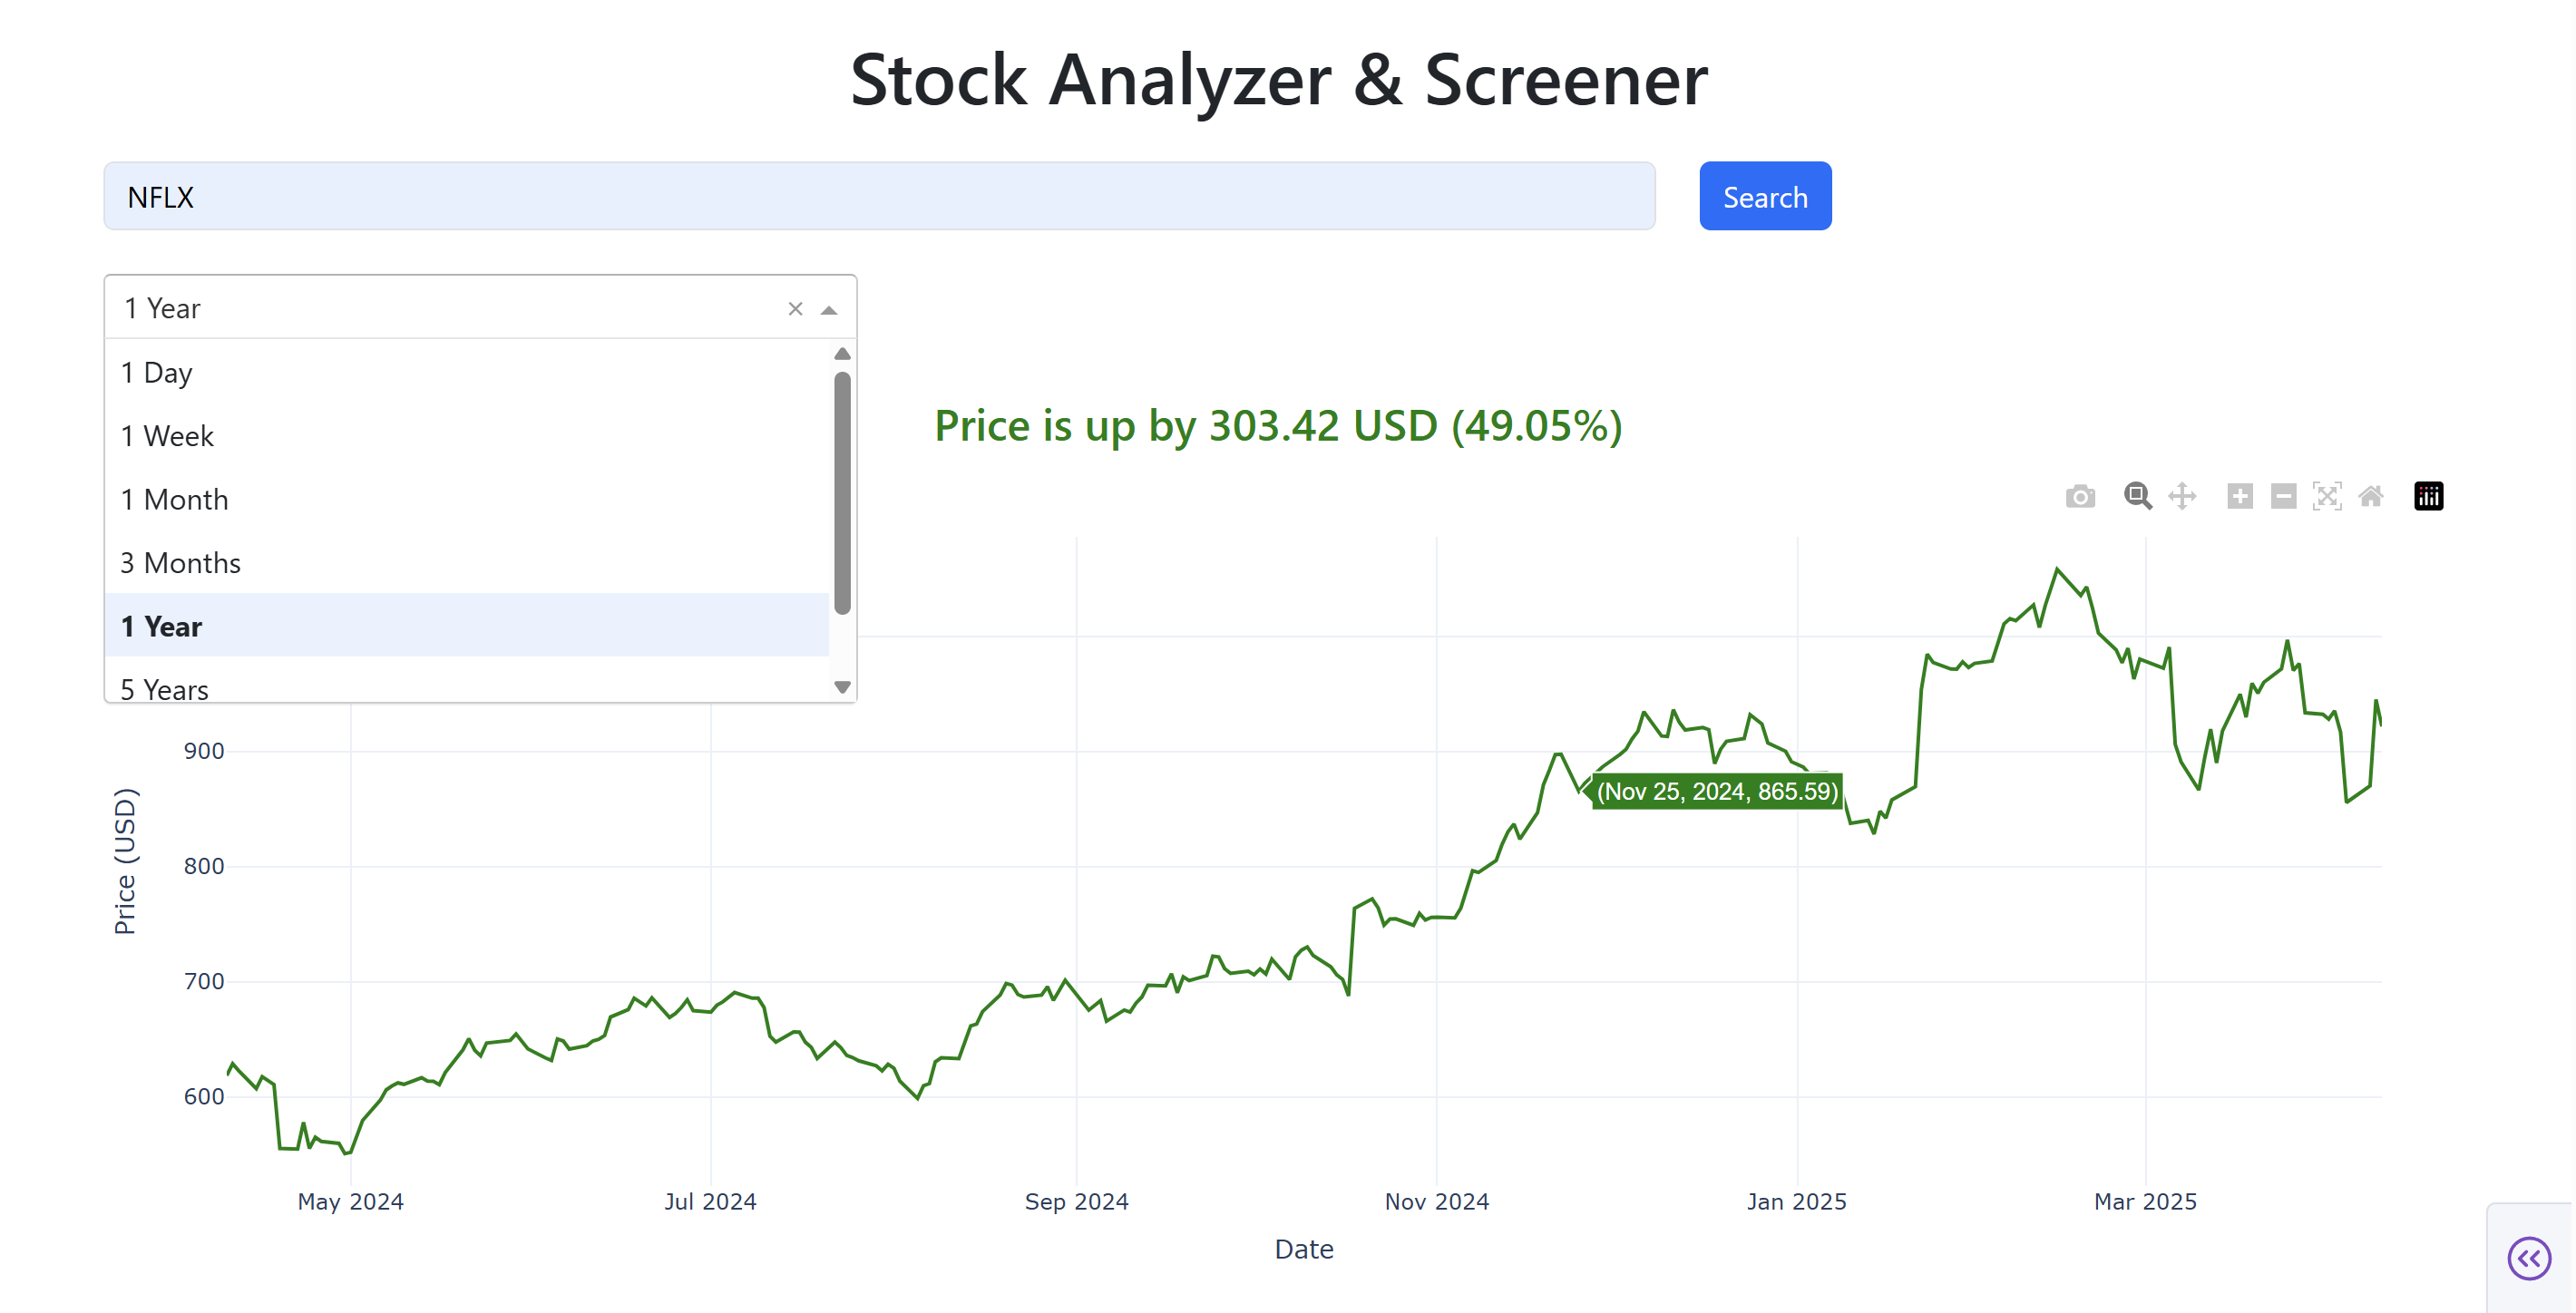 Stock Analyzer & Screener
NFLX
Search
1 Year
1 Day
1 Week
1 Month
3 Months
1 Year
5 Years
Price is up by 303.42 USD (49.05%)
900
800
700
600
Price (USD)
(Nov 25, 2024, 865.59)
May 2024
Jul 2024
Sep 2024
Nov 2024
Jan 2025
Mar 2025
Date